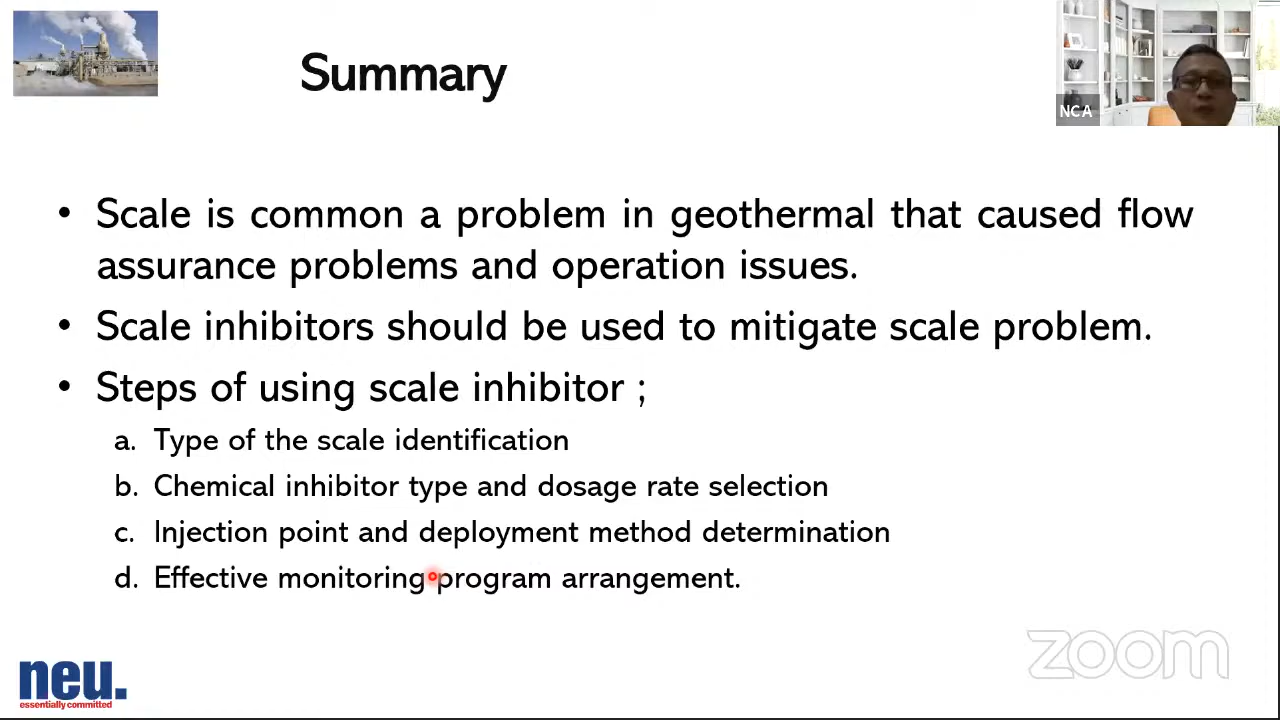 Summary
NCA
• Scale is common a problem in geothermal that caused flow
assurance problems and operation issues.
• Scale inhibitors should be used to mitigate scale problem.
• Steps of using scale inhibitor ;
a. Type of the scale identification
b. Chemical inhibitor type and dosage rate selection
c. Injection point and deployment method determination
d. Effective monitoring program arrangement.
zoom
neu.
essentially committed